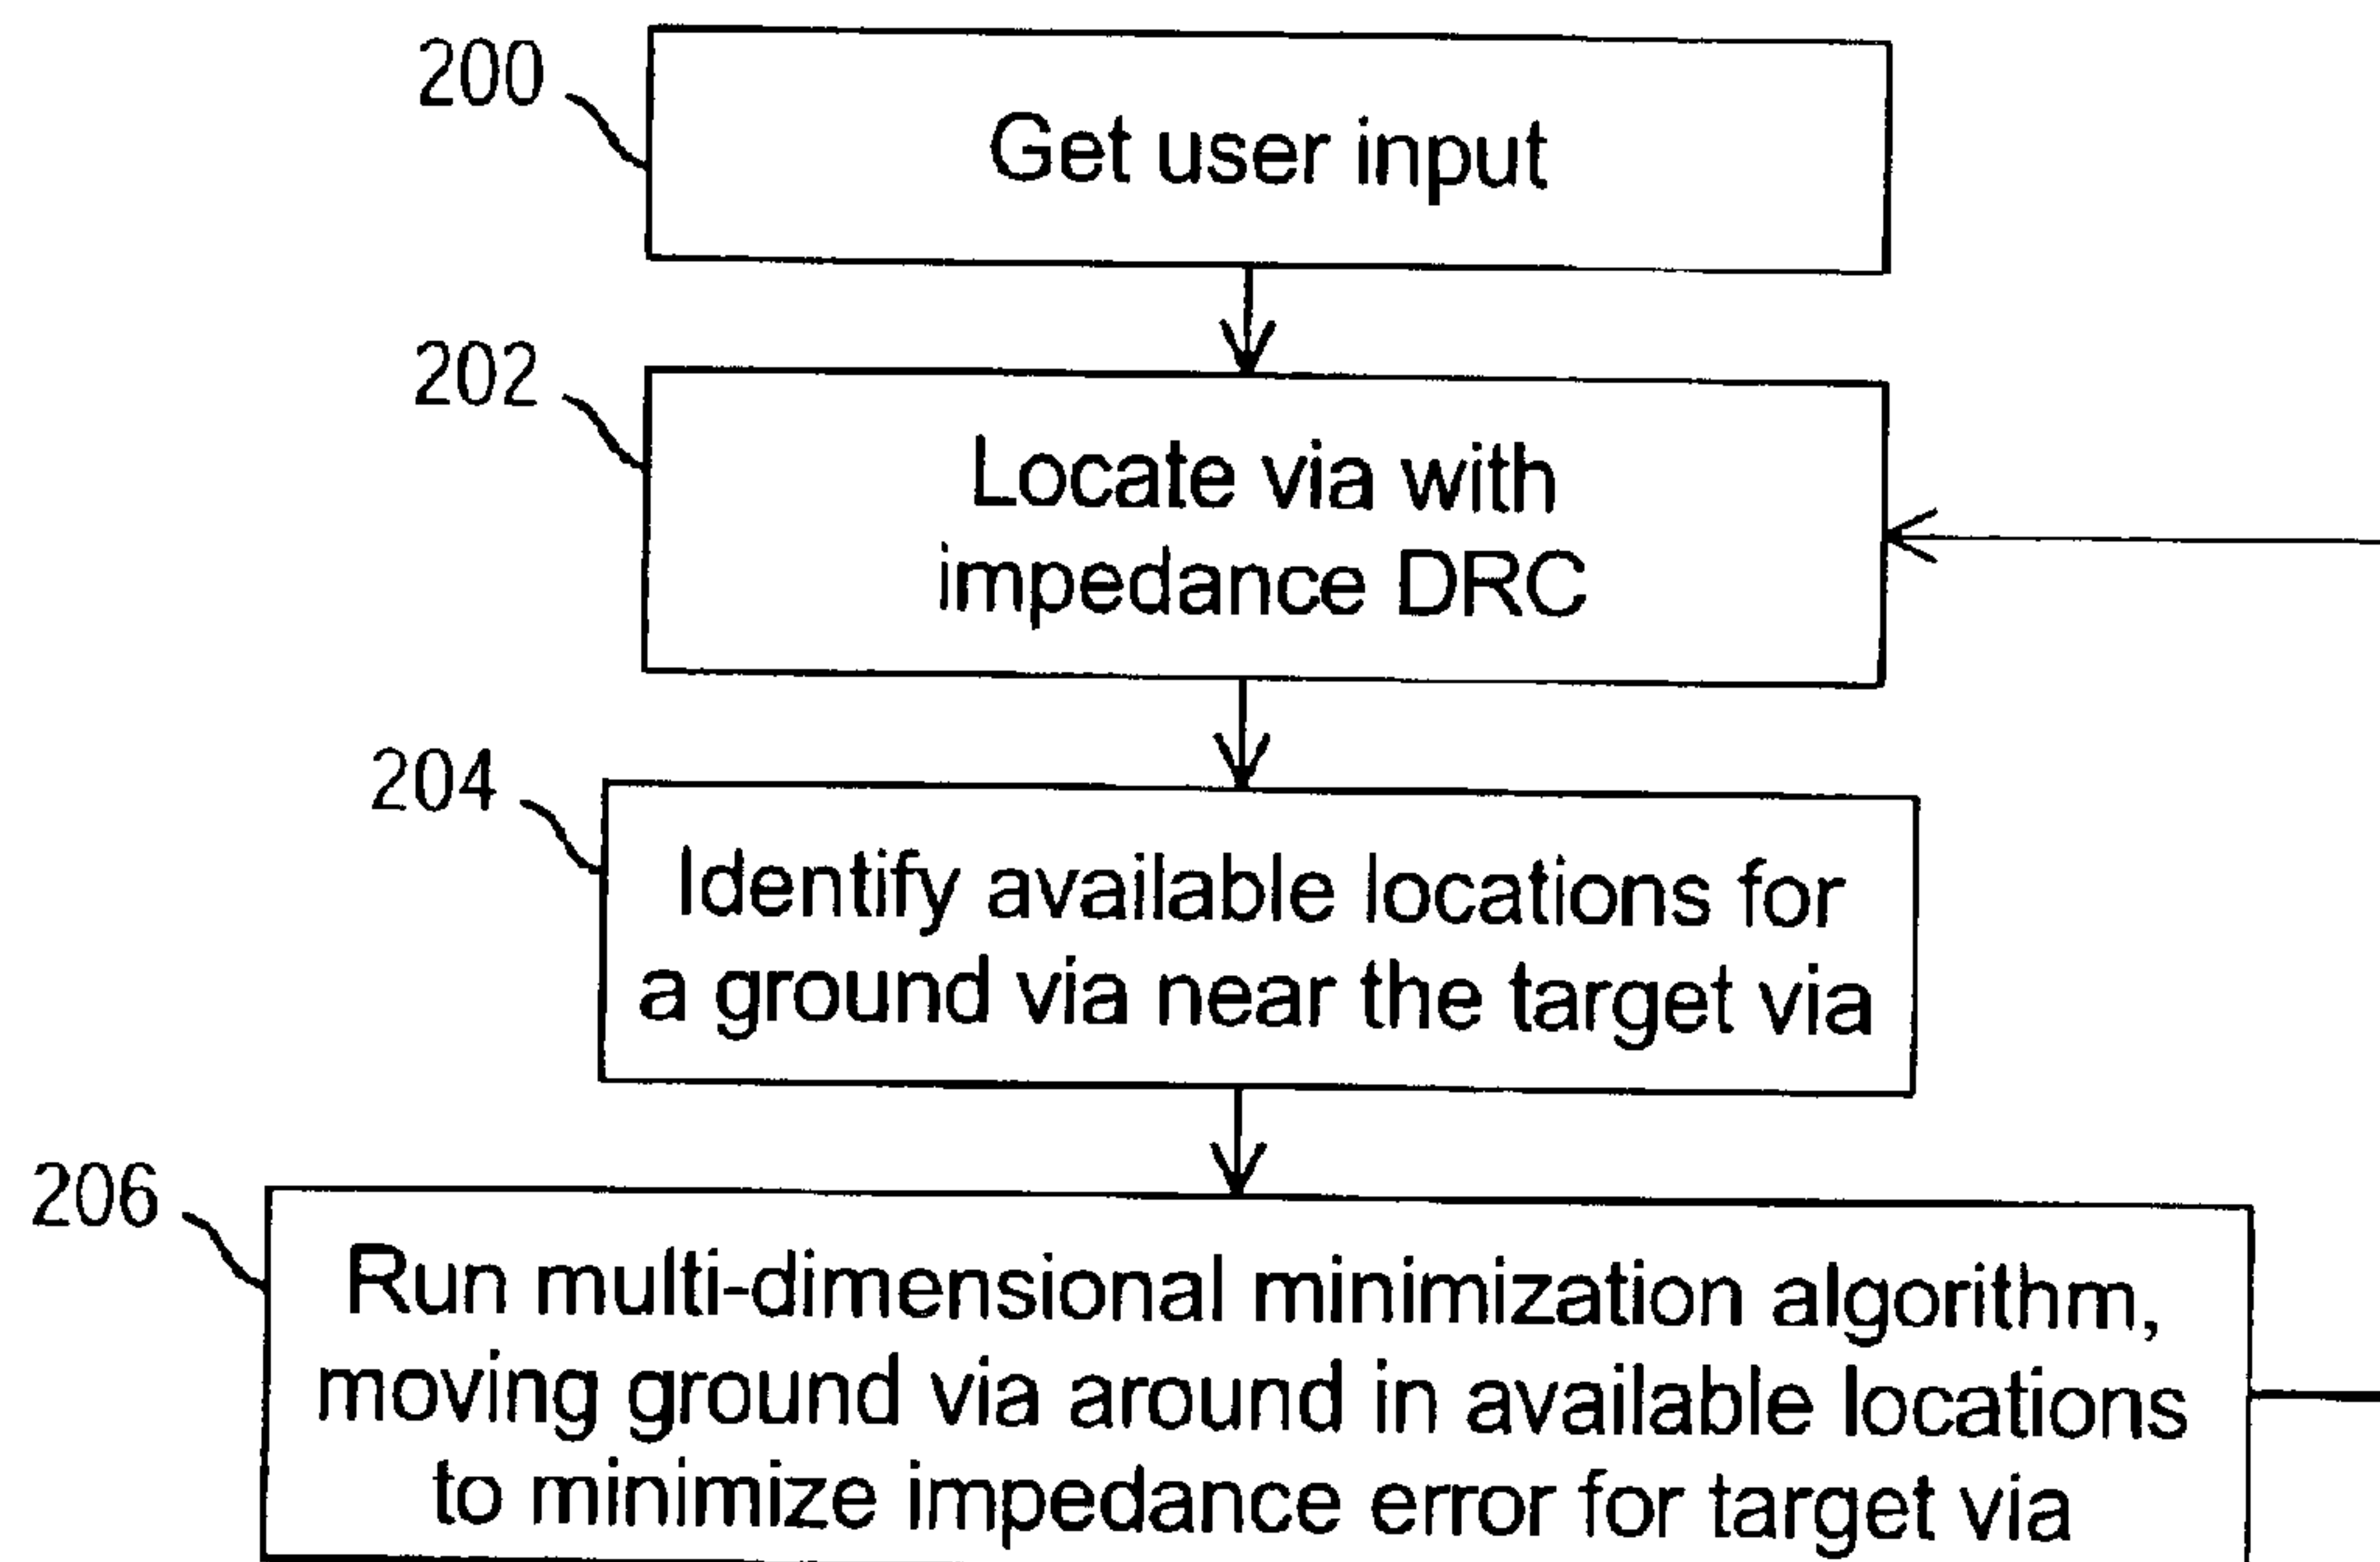 200
Get user input
202
Locate via with
impedance DRC
204
Identify available locations for
a ground via near the target via
206
Run multi-dimensional minimization algorithm,
moving ground via around in available locations
to minimize impedance error for target via